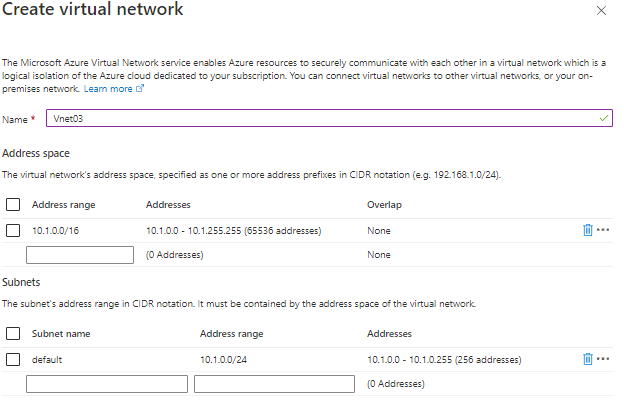 Create virtual network
The Microsoft Azure Virtual Network service enables Azure resources to securely communicate with each other in a virtual network which is a
logical isolation of the Azure cloud dedicated to your subscription. You can connect virtual networks to other virtual networks, or your on-
premises network. Learn more
Name * Vnet03
Address space
The virtual network's address space, specified as one or more address prefixes in CIDR notation (e.g. 192.168.1.0/24).
Address range Addresses Overlap
10.1.0.0/16 10.1.0.0 - 10.1.255.255 (65536 addresses) None
(0 Addresses) None
Subnets
The subnet's address range in CIDR notation. It must be contained by the address space of the virtual network.
Subnet name Address range Addresses
default 10.1.0.0/24 10.1.0.0 - 10.1.0.255 (256 addresses)
(0 Addresses)